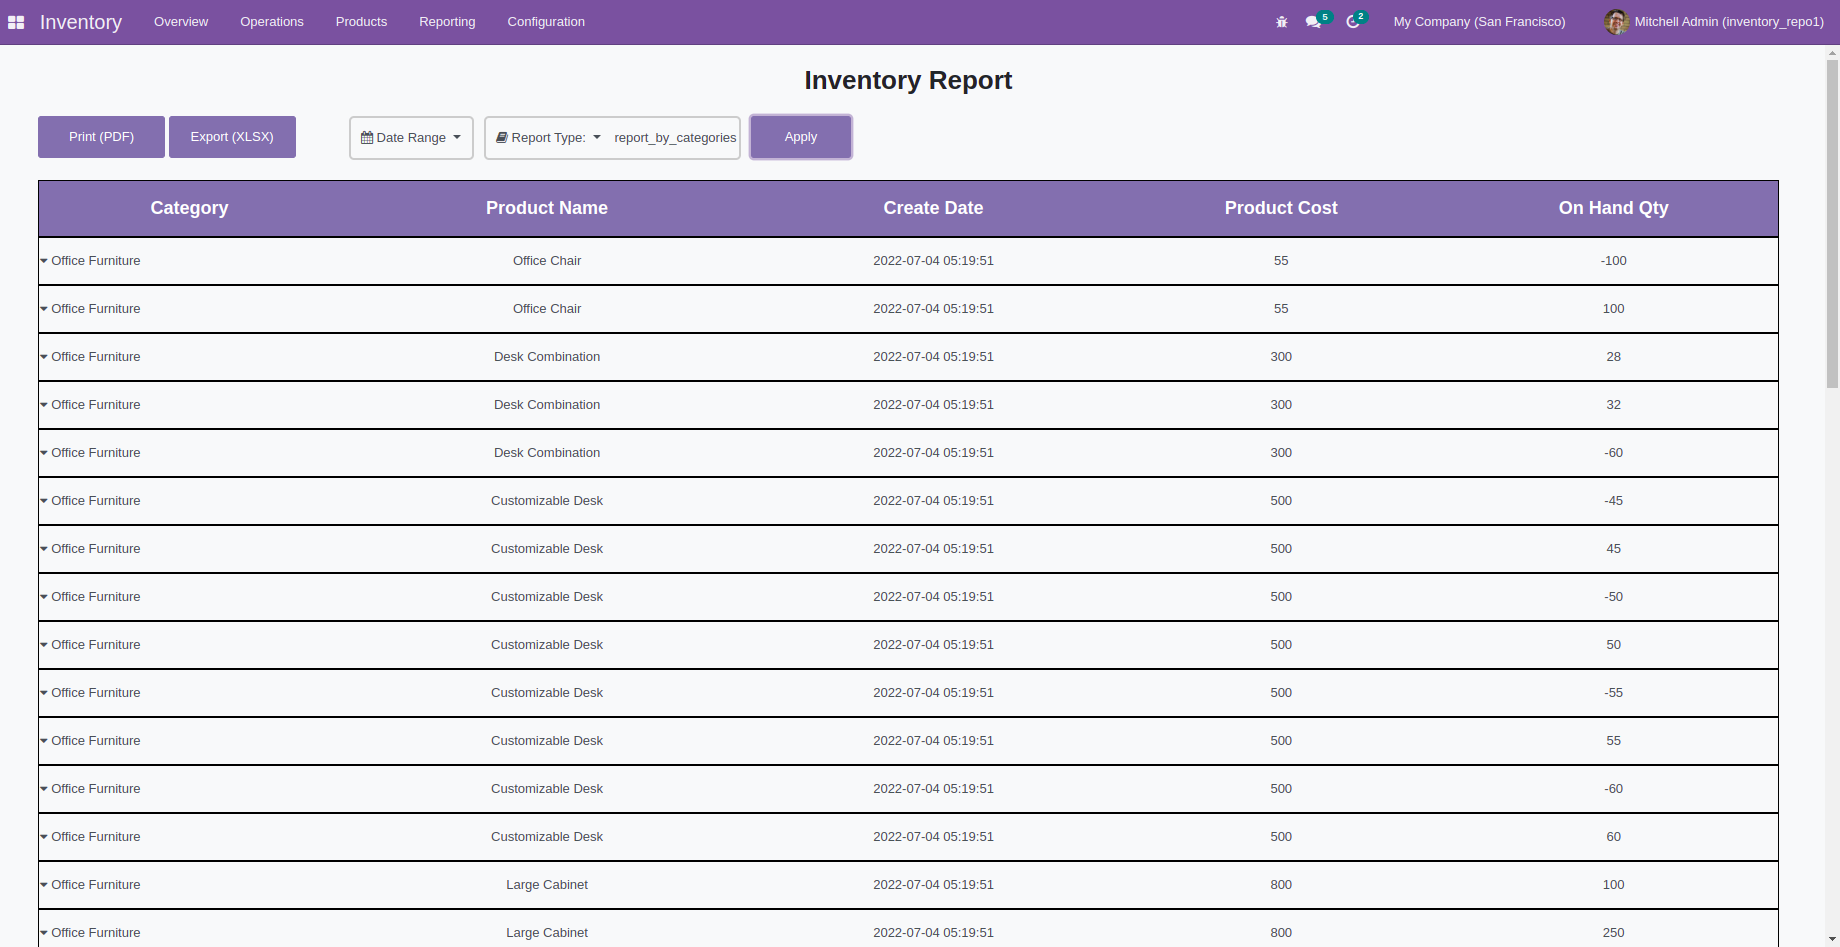 Inventory Overview Operations Products Reporting Configuration 5 2 My Company (San Francisco) Mitchell Admin (inventory_repo1)
Inventory Report
Print (PDF) Export (XLSX) Date Range Report Type: report_by_categories Apply
Category Product Name Create Date Product Cost On Hand Qty
Office Furniture Office Chair 2022-07-04 05:19:51 55 -100
Office Furniture Office Chair 2022-07-04 05:19:51 55 100
Office Furniture Desk Combination 2022-07-04 05:19:51 300 28
Office Furniture Desk Combination 2022-07-04 05:19:51 300 32
Office Furniture Desk Combination 2022-07-04 05:19:51 300 -60
Office Furniture Customizable Desk 2022-07-04 05:19:51 500 -45
Office Furniture Customizable Desk 2022-07-04 05:19:51 500 45
Office Furniture Customizable Desk 2022-07-04 05:19:51 500 -50
Office Furniture Customizable Desk 2022-07-04 05:19:51 500 50
Office Furniture Customizable Desk 2022-07-04 05:19:51 500 -55
Office Furniture Customizable Desk 2022-07-04 05:19:51 500 55
Office Furniture Customizable Desk 2022-07-04 05:19:51 500 -60
Office Furniture Customizable Desk 2022-07-04 05:19:51 500 60
Office Furniture Large Cabinet 2022-07-04 05:19:51 800 100
Office Furniture Large Cabinet 2022-07-04 05:19:51 800 250